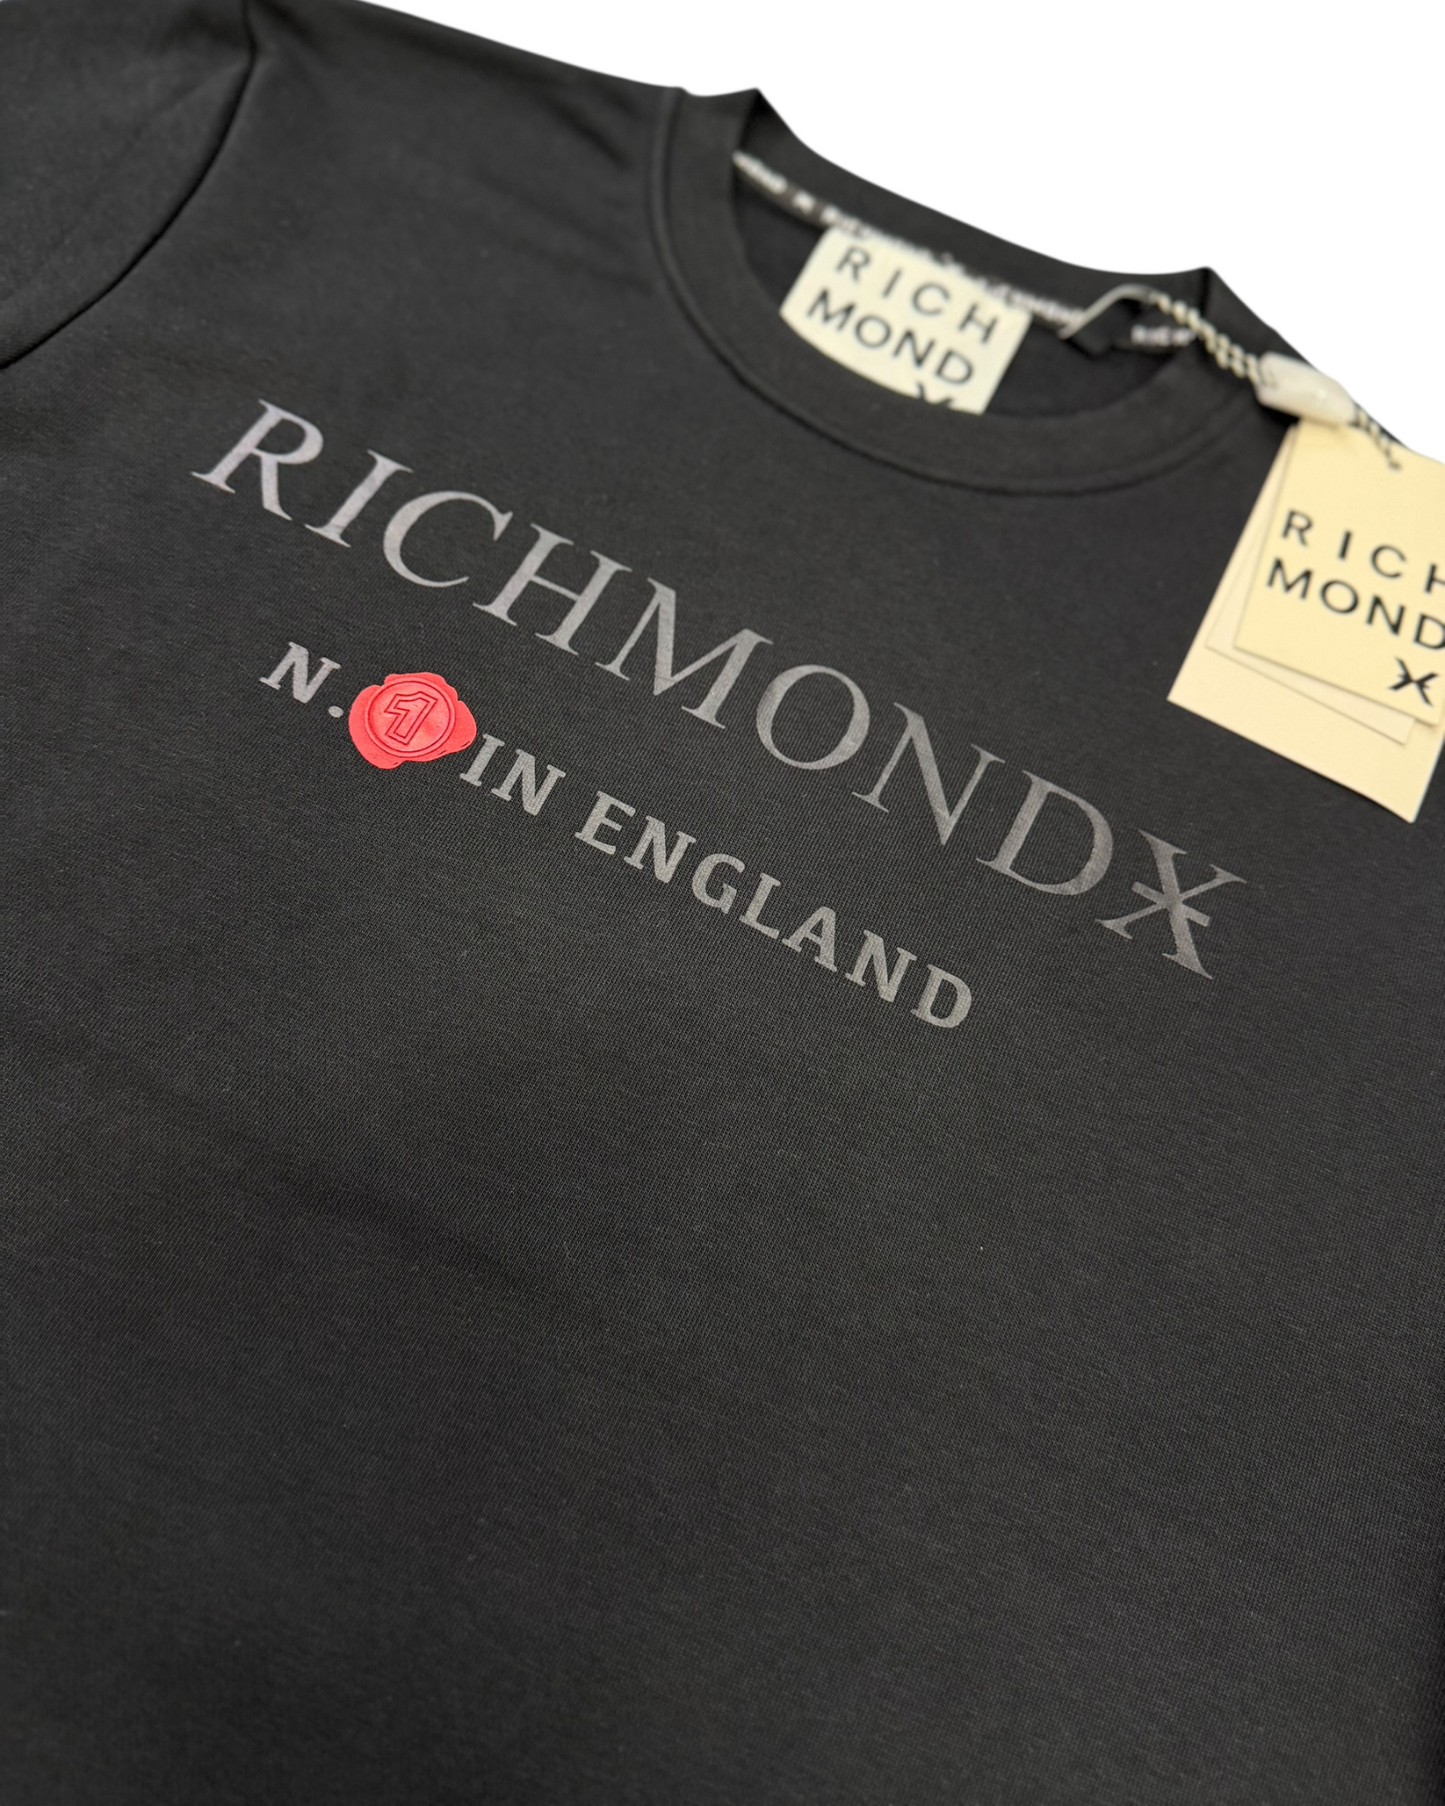 RICH
MOND
X
RICH
MOND
X
RICHMONDX
N. 1 IN ENGLAND